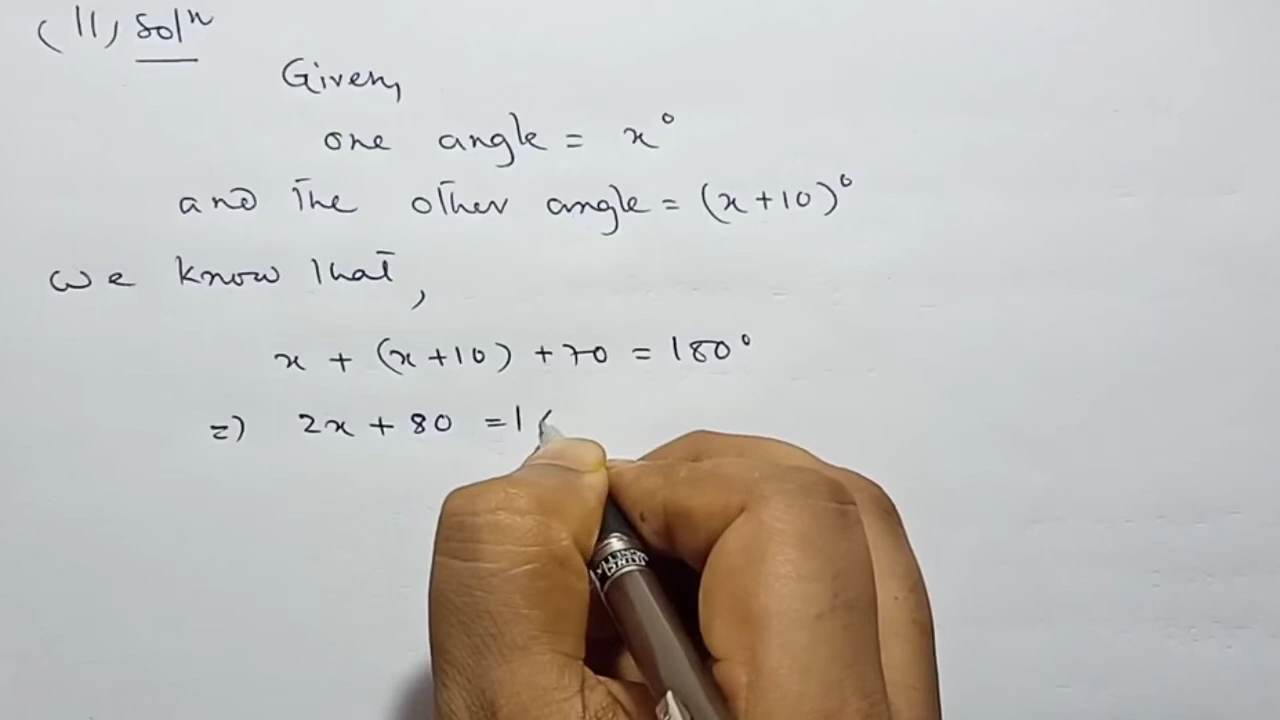 (11) Solⁿ
Given,
one angle = x°
and the other angle = (x+10)°
we know that,
x + (x+10) + 70 = 180°
=) 2x + 80 = 1